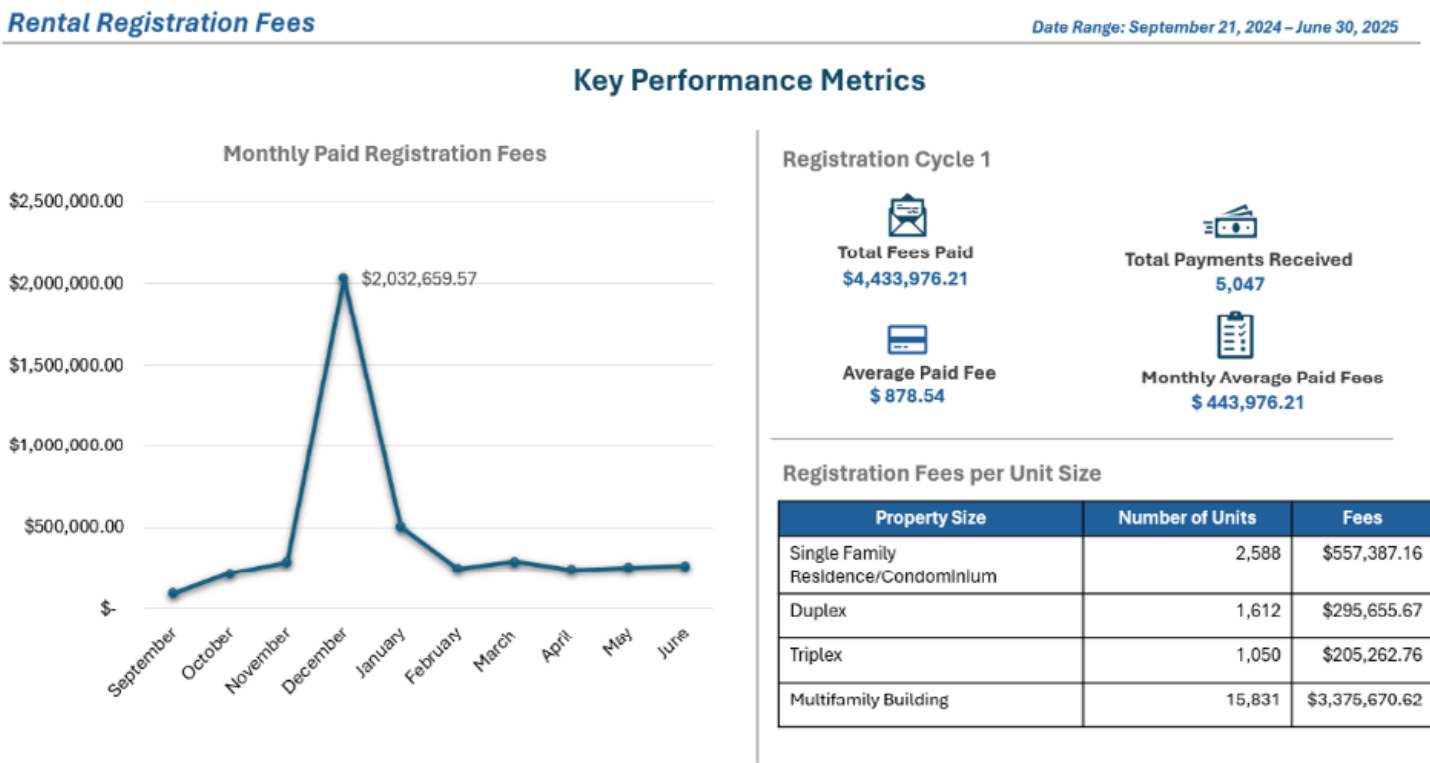 Rental Registration Fees
Date Range: September 21, 2024 – June 30, 2025
Key Performance Metrics
Monthly Paid Registration Fees
$2,500,000.00
$2,000,000.00
$1,500,000.00
$1,000,000.00
$500,000.00
$-
$2,032,659.57
September
October
November
December
January
February
March
April
May
June
Registration Cycle 1
Total Fees Paid
$4,433,976.21
Total Payments Received
5,047
Average Paid Fee
$ 878.54
Monthly Average Paid Fees
$ 443,976.21
Registration Fees per Unit Size
Property Size Number of Units Fees
Single Family 2,588 $557,387.16
Residence/Condominium
Duplex 1,612 $295,655.67
Triplex 1,050 $205,262.76
Multifamily Building 15,831 $3,375,670.62